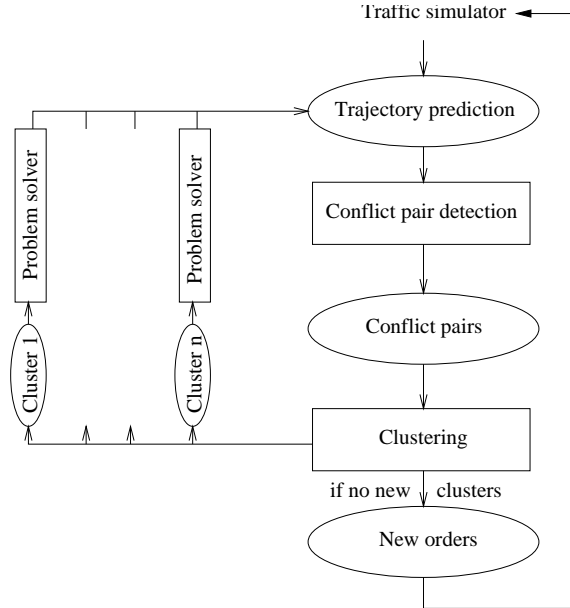 Traffic simulator
Trajectory prediction
Problem solver
Problem solver
Conflict pair detection
Cluster 1
Cluster n
Conflict pairs
Clustering
if no new clusters
New orders